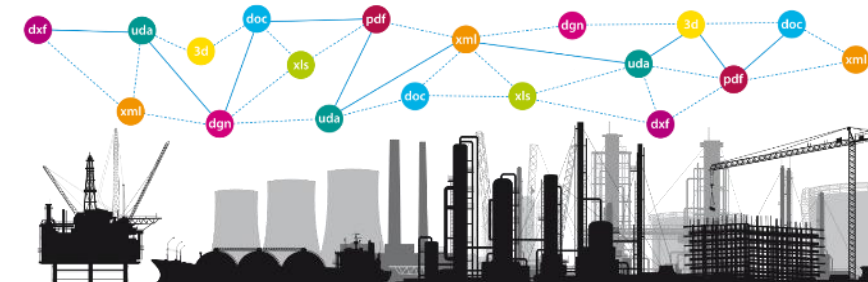 dxf
uda
3d
doc
xls
pdf
xml
dgn
uda
doc
xml
dgn
3d
doc
xml
uda
pdf
xls
dxf